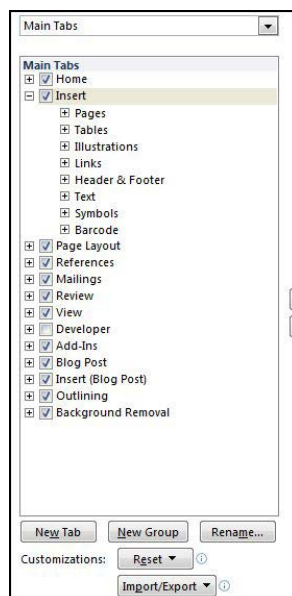 Main Tabs
Main Tabs
Home
Insert
Pages
Tables
Illustrations
Links
Header & Footer
Text
Symbols
Barcode
Page Layout
References
Mailings
Review
View
Developer
Add-Ins
Blog Post
Insert (Blog Post)
Outlining
Background Removal
New Tab New Group Rename...
Customizations: Reset
Import/Export